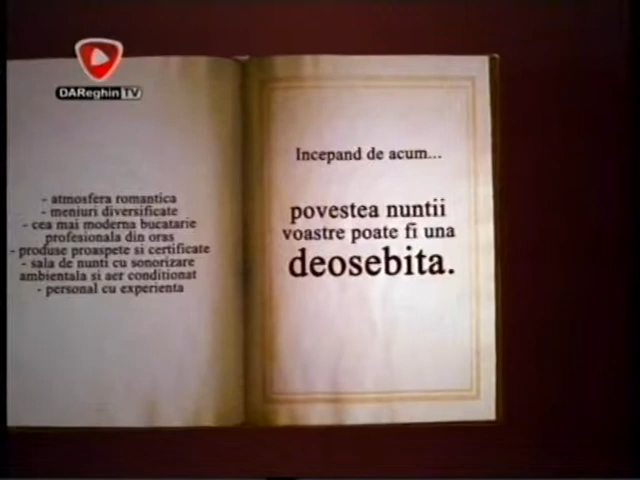 DAReghin TV
- atmosfera romantica
- meniuri diversificate
- cea mai moderna bucatarie
profesionala din oras
- produse proaspete si certificate
- sala de nunti cu sonorizare
ambientala si aer conditionat
- personal cu experienta
Incepand de acum...
povestea nuntii
voastre poate fi una
deosebita.